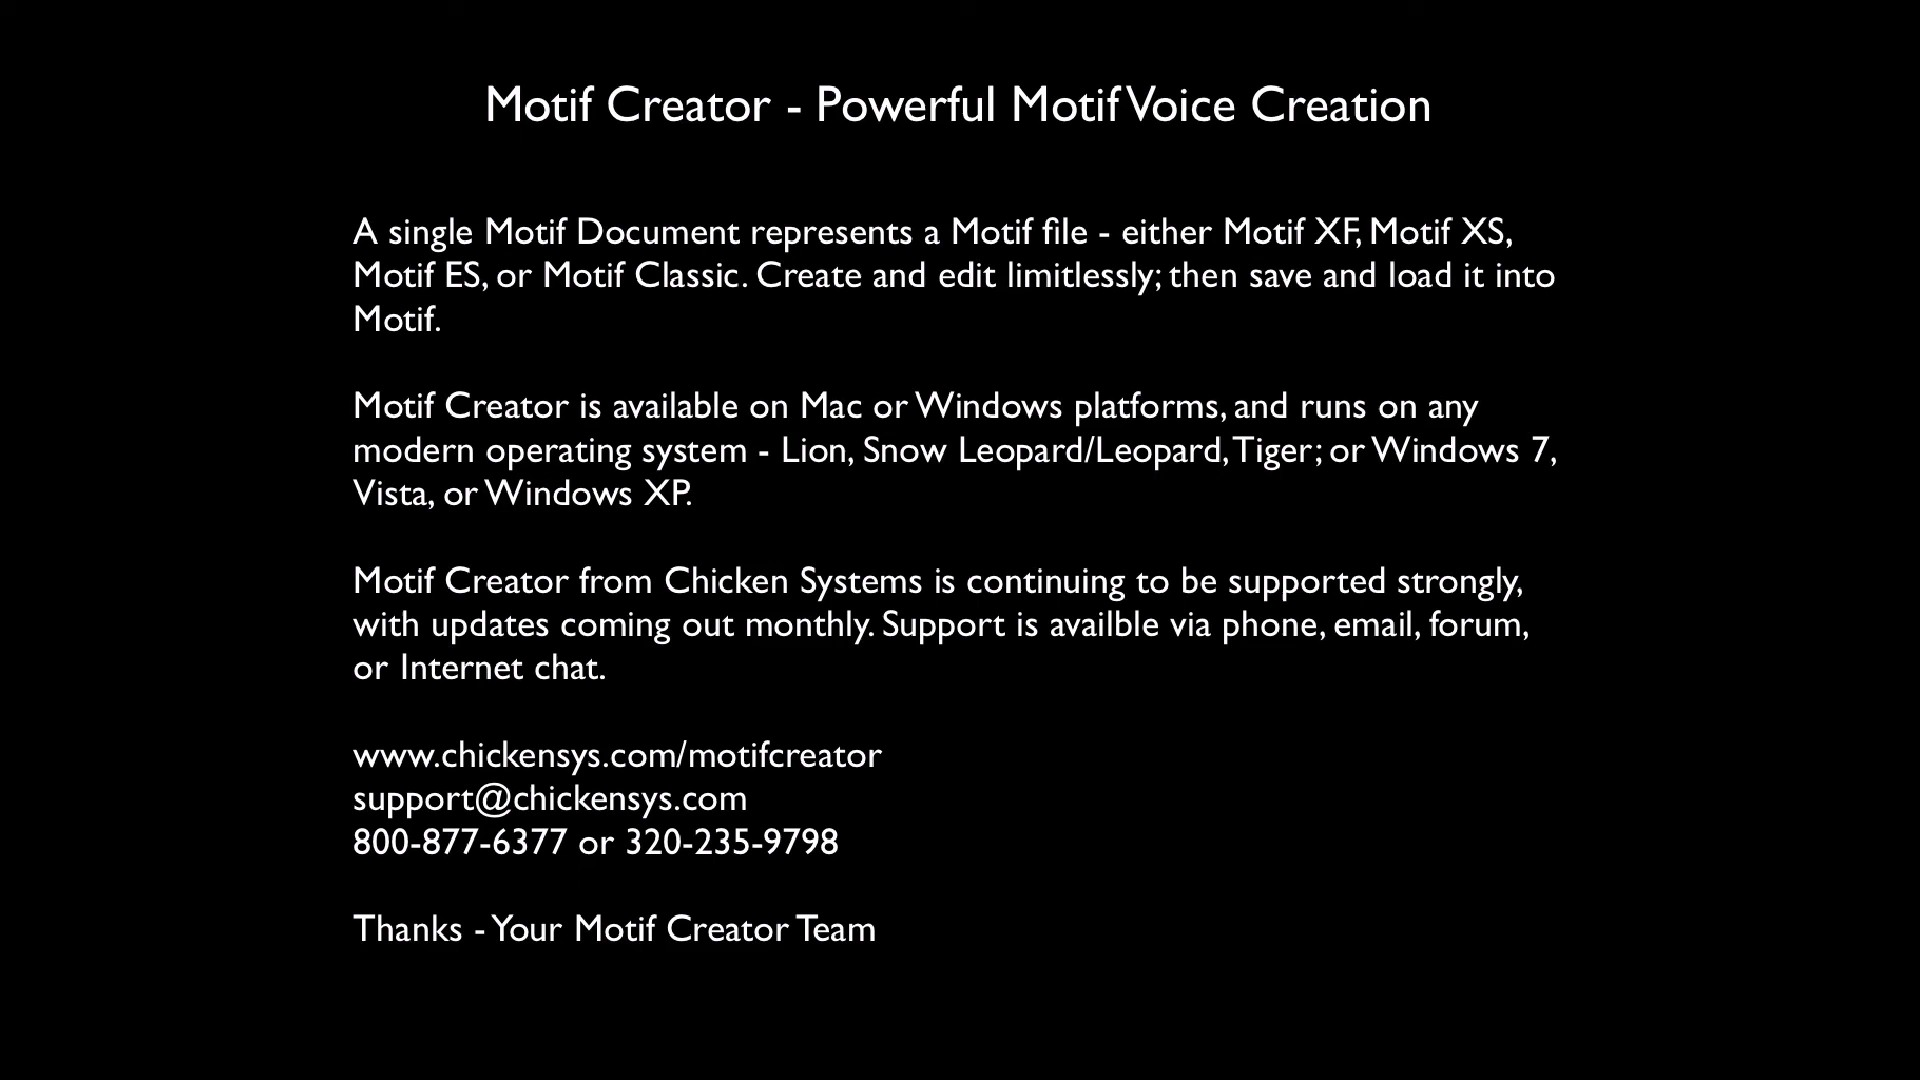 Motif Creator - Powerful Motif Voice Creation
A single Motif Document represents a Motif file - either Motif XF, Motif XS,
Motif ES, or Motif Classic. Create and edit limitlessly; then save and load it into
Motif.
Motif Creator is available on Mac or Windows platforms, and runs on any
modern operating system - Lion, Snow Leopard/Leopard, Tiger; or Windows 7,
Vista, or Windows XP.
Motif Creator from Chicken Systems is continuing to be supported strongly,
with updates coming out monthly. Support is availble via phone, email, forum,
or Internet chat.
www.chickensys.com/motifcreator
support@chickensys.com
800-877-6377 or 320-235-9798
Thanks - Your Motif Creator Team